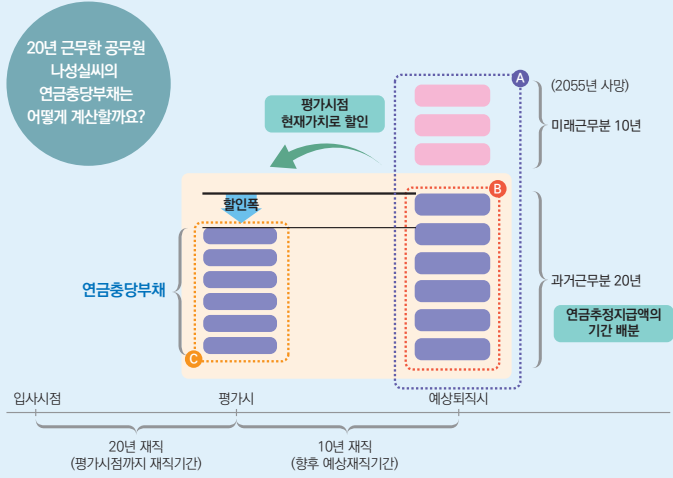 20년 근무한 공무원
나성실씨의
연금충당부채는
어떻게 계산할까요?
평가시점
현재가치로 할인
A
(2055년 사망)
미래근무분 10년
B
할인폭
연금충당부채
과거근무분 20년
연금추정지급액의
기간 배분
C
입사시점
평가시
예상퇴직시
20년 재직
(평가시점까지 재직기간)
10년 재직
(향후 예상재직기간)